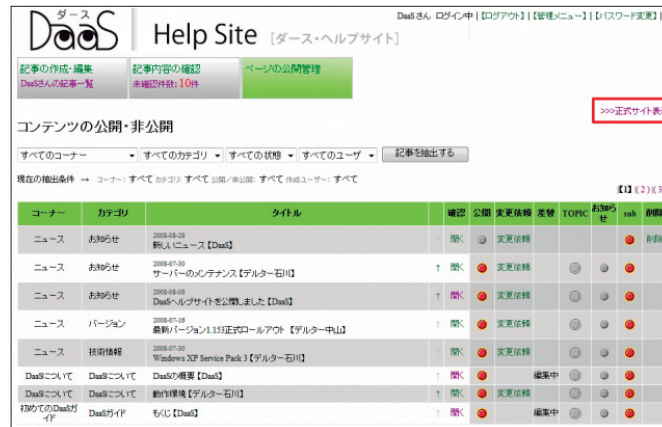 ダース
DaaS
Help Site [ダース・ヘルプサイト]
DaaSさん ログイン中 |【ログアウト】|【管理メニュー】|【パスワード変更】|
記事の作成・編集
DaaSさんの記事一覧
記事内容の確認
未確認件数:10件
ページの公開管理
>>>正式サイト表示
コンテンツの公開・非公開
すべてのコーナー すべてのカテゴリ すべての状態 すべてのユーザ 記事を抽出する
現在の抽出条件 → コーナー: すべて カテゴリ: すべて 公開/非公開: すべて 作成ユーザー: すべて
【1】(2)(3
コーナー カテゴリ タイトル 確認 公開 変更依頼 差替 TOPIC お知らせ sub 削除
ニュース お知らせ 2008-08-28 新しいニュース【DaaS】 開く 変更依頼 削除
ニュース お知らせ 2008-07-30 サーバーのメンテナンス【デルター石川】 ↑ 開く 変更依頼
ニュース お知らせ 2008-08-08 DaaSヘルプサイトを公開しました【DaaS】 ↑ 開く 変更依頼
ニュース バージョン 2008-07-16 最新バージョン1.153正式ロールアウト 【デルター中山】 ↑ 開く 変更依頼
ニュース 技術情報 2008-07-30 Windows XP Service Pack 3【デルター石川】 ↑ 開く 変更依頼
DaaSについて DaaSについて DaaSの概要【DaaS】 ↑ 開く 編集中
DaaSについて DaaSについて 動作環境【デルター石川】 ↑ 開く 変更依頼
初めてのDaaSガイド DaaSガイド もくじ【DaaS】 ↑ 開く 編集中